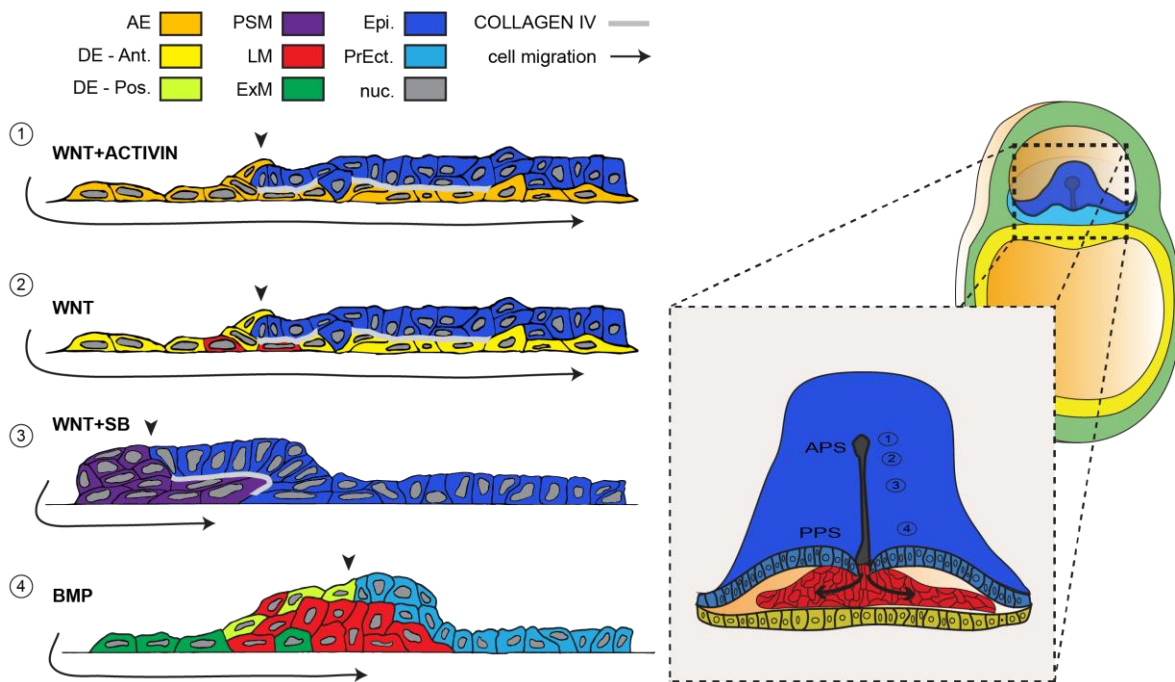 AE PSM Epi. COLLAGEN IV
DE - Ant. LM PrEct. cell migration
DE - Pos. ExM nuc.
1 WNT+ACTIVIN
2 WNT
3 WNT+SB
4 BMP
APS 1
2
3
PPS 4